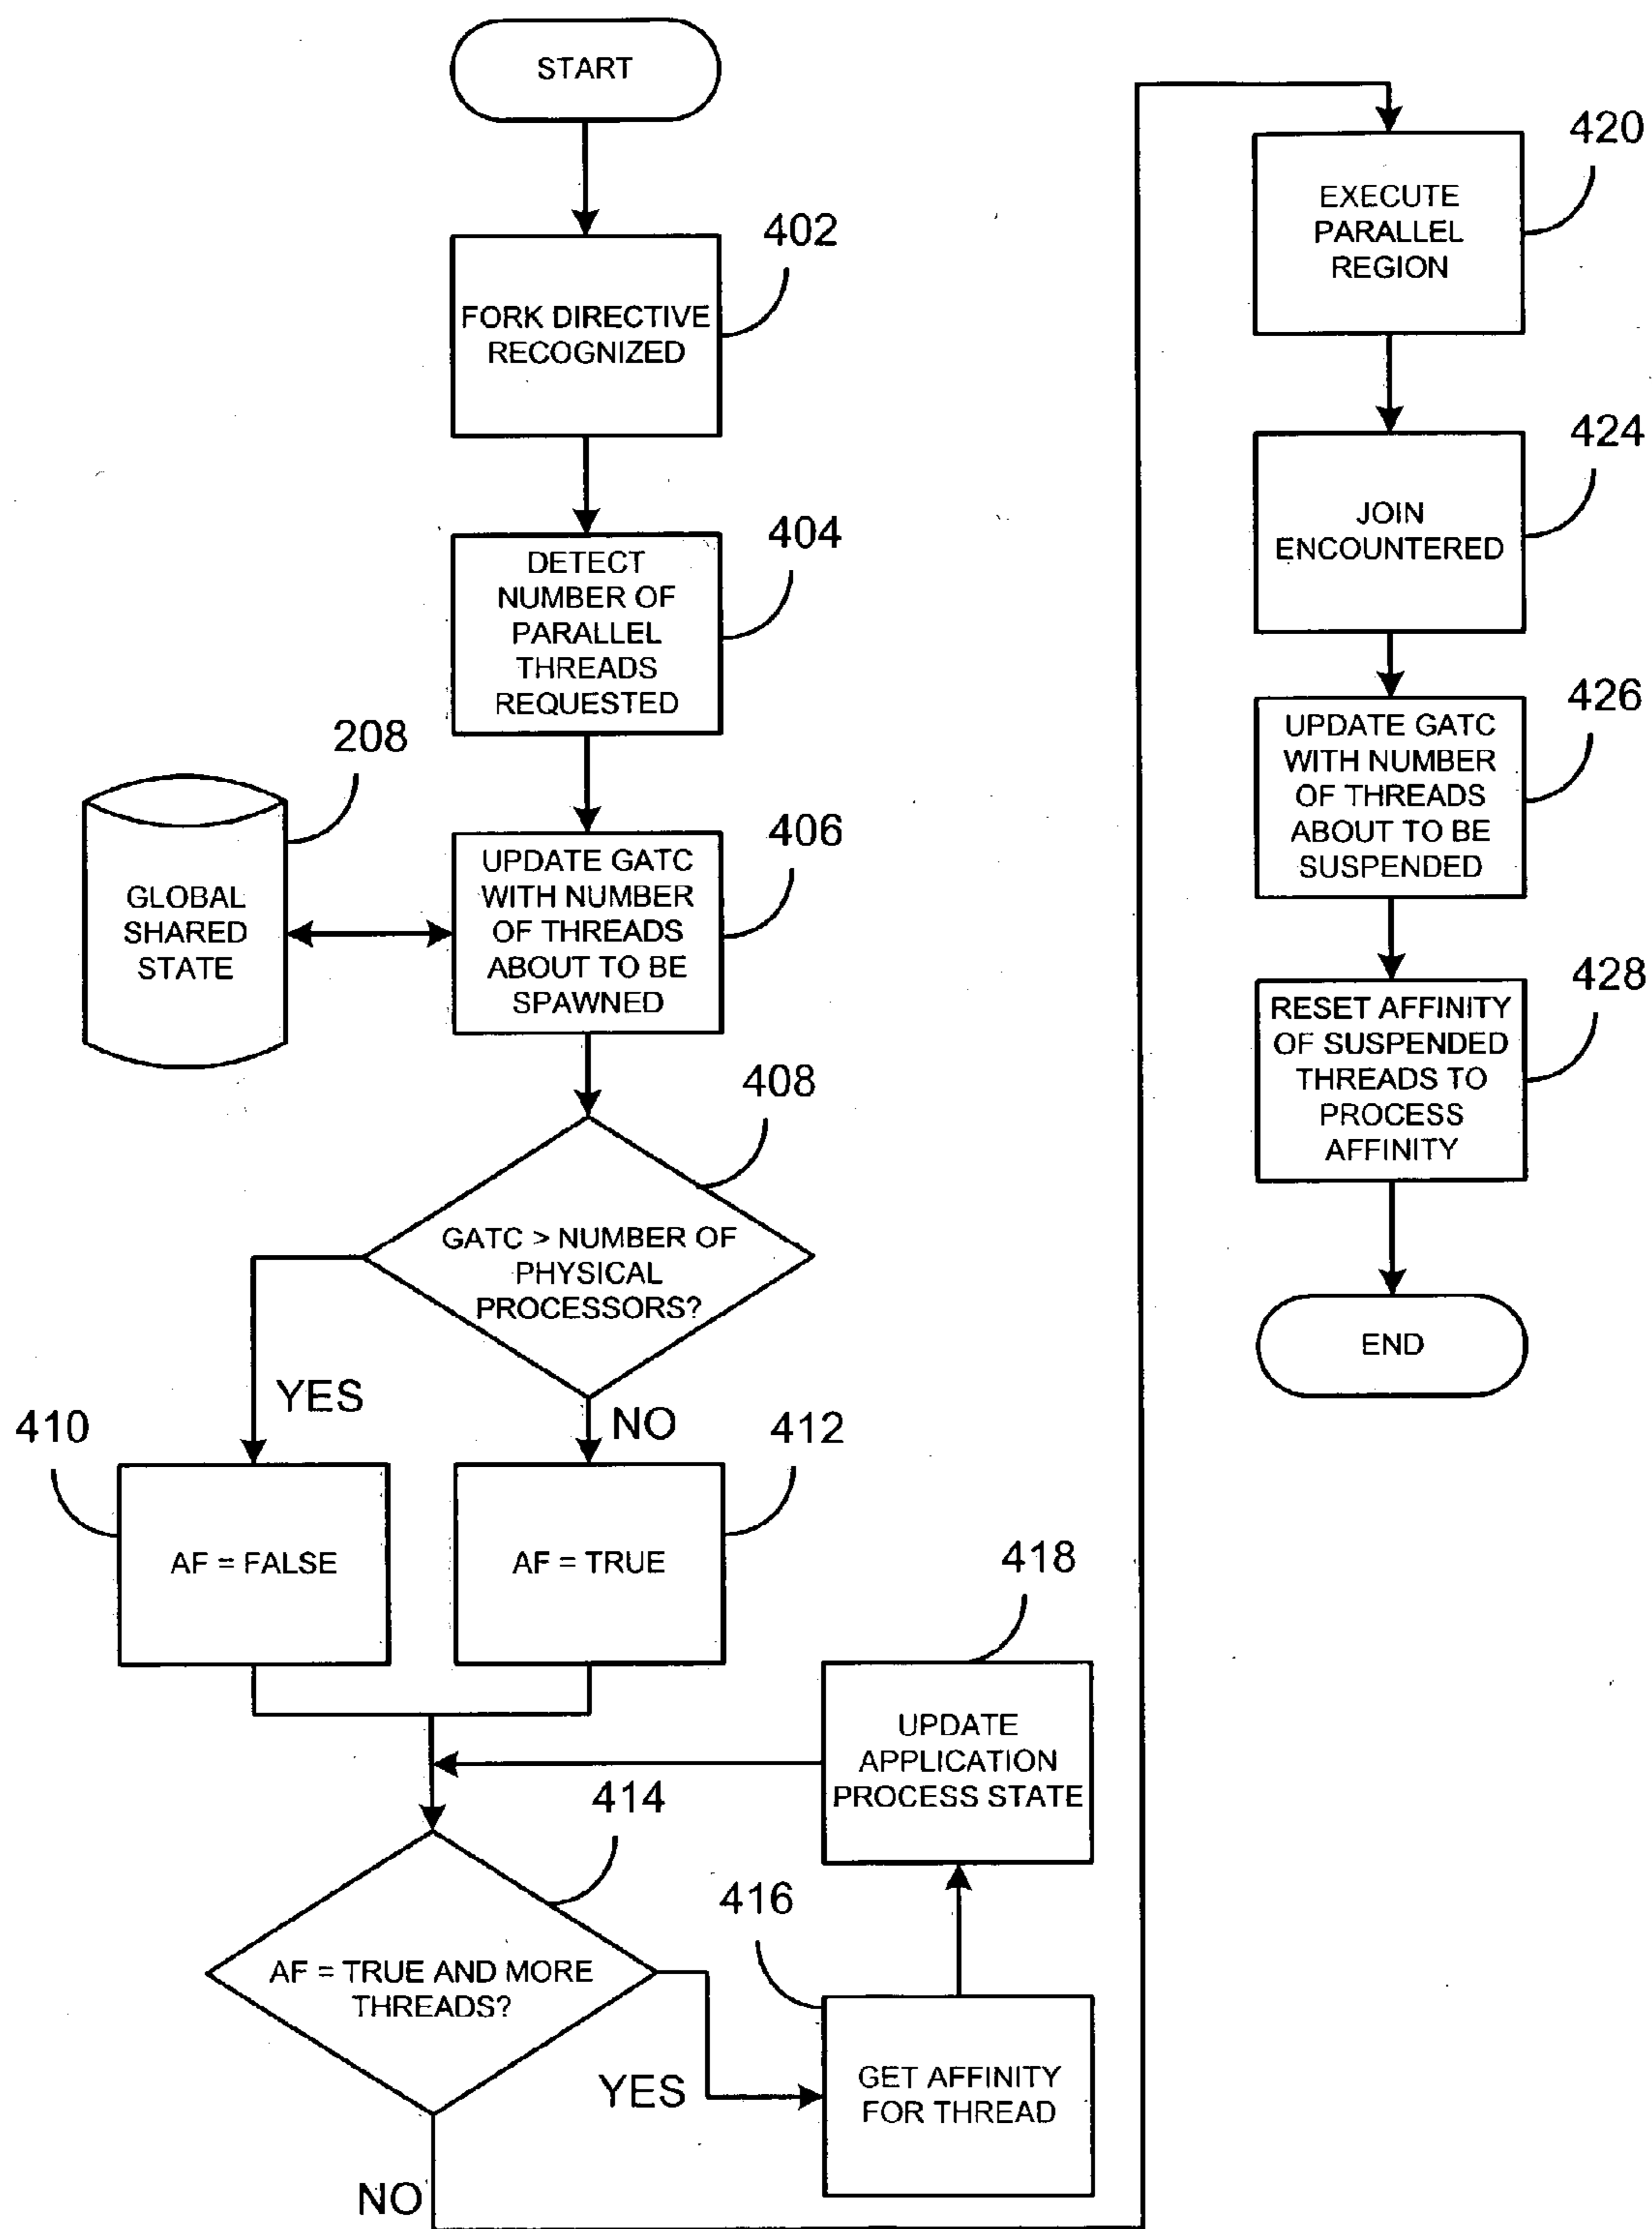 START
402
FORK DIRECTIVE
RECOGNIZED
404
DETECT
NUMBER OF
PARALLEL
THREADS
REQUESTED
208
GLOBAL
SHARED
STATE
406
UPDATE GATC
WITH NUMBER
OF THREADS
ABOUT TO BE
SPAWNED
408
GATC > NUMBER OF
PHYSICAL
PROCESSORS?
YES
NO
410
AF = FALSE
412
AF = TRUE
414
AF = TRUE AND MORE
THREADS?
YES
NO
416
GET AFFINITY
FOR THREAD
418
UPDATE
APPLICATION
PROCESS STATE
420
EXECUTE
PARALLEL
REGION
424
JOIN
ENCOUNTERED
426
UPDATE GATC
WITH NUMBER
OF THREADS
ABOUT TO BE
SUSPENDED
428
RESET AFFINITY
OF SUSPENDED
THREADS TO
PROCESS
AFFINITY
END